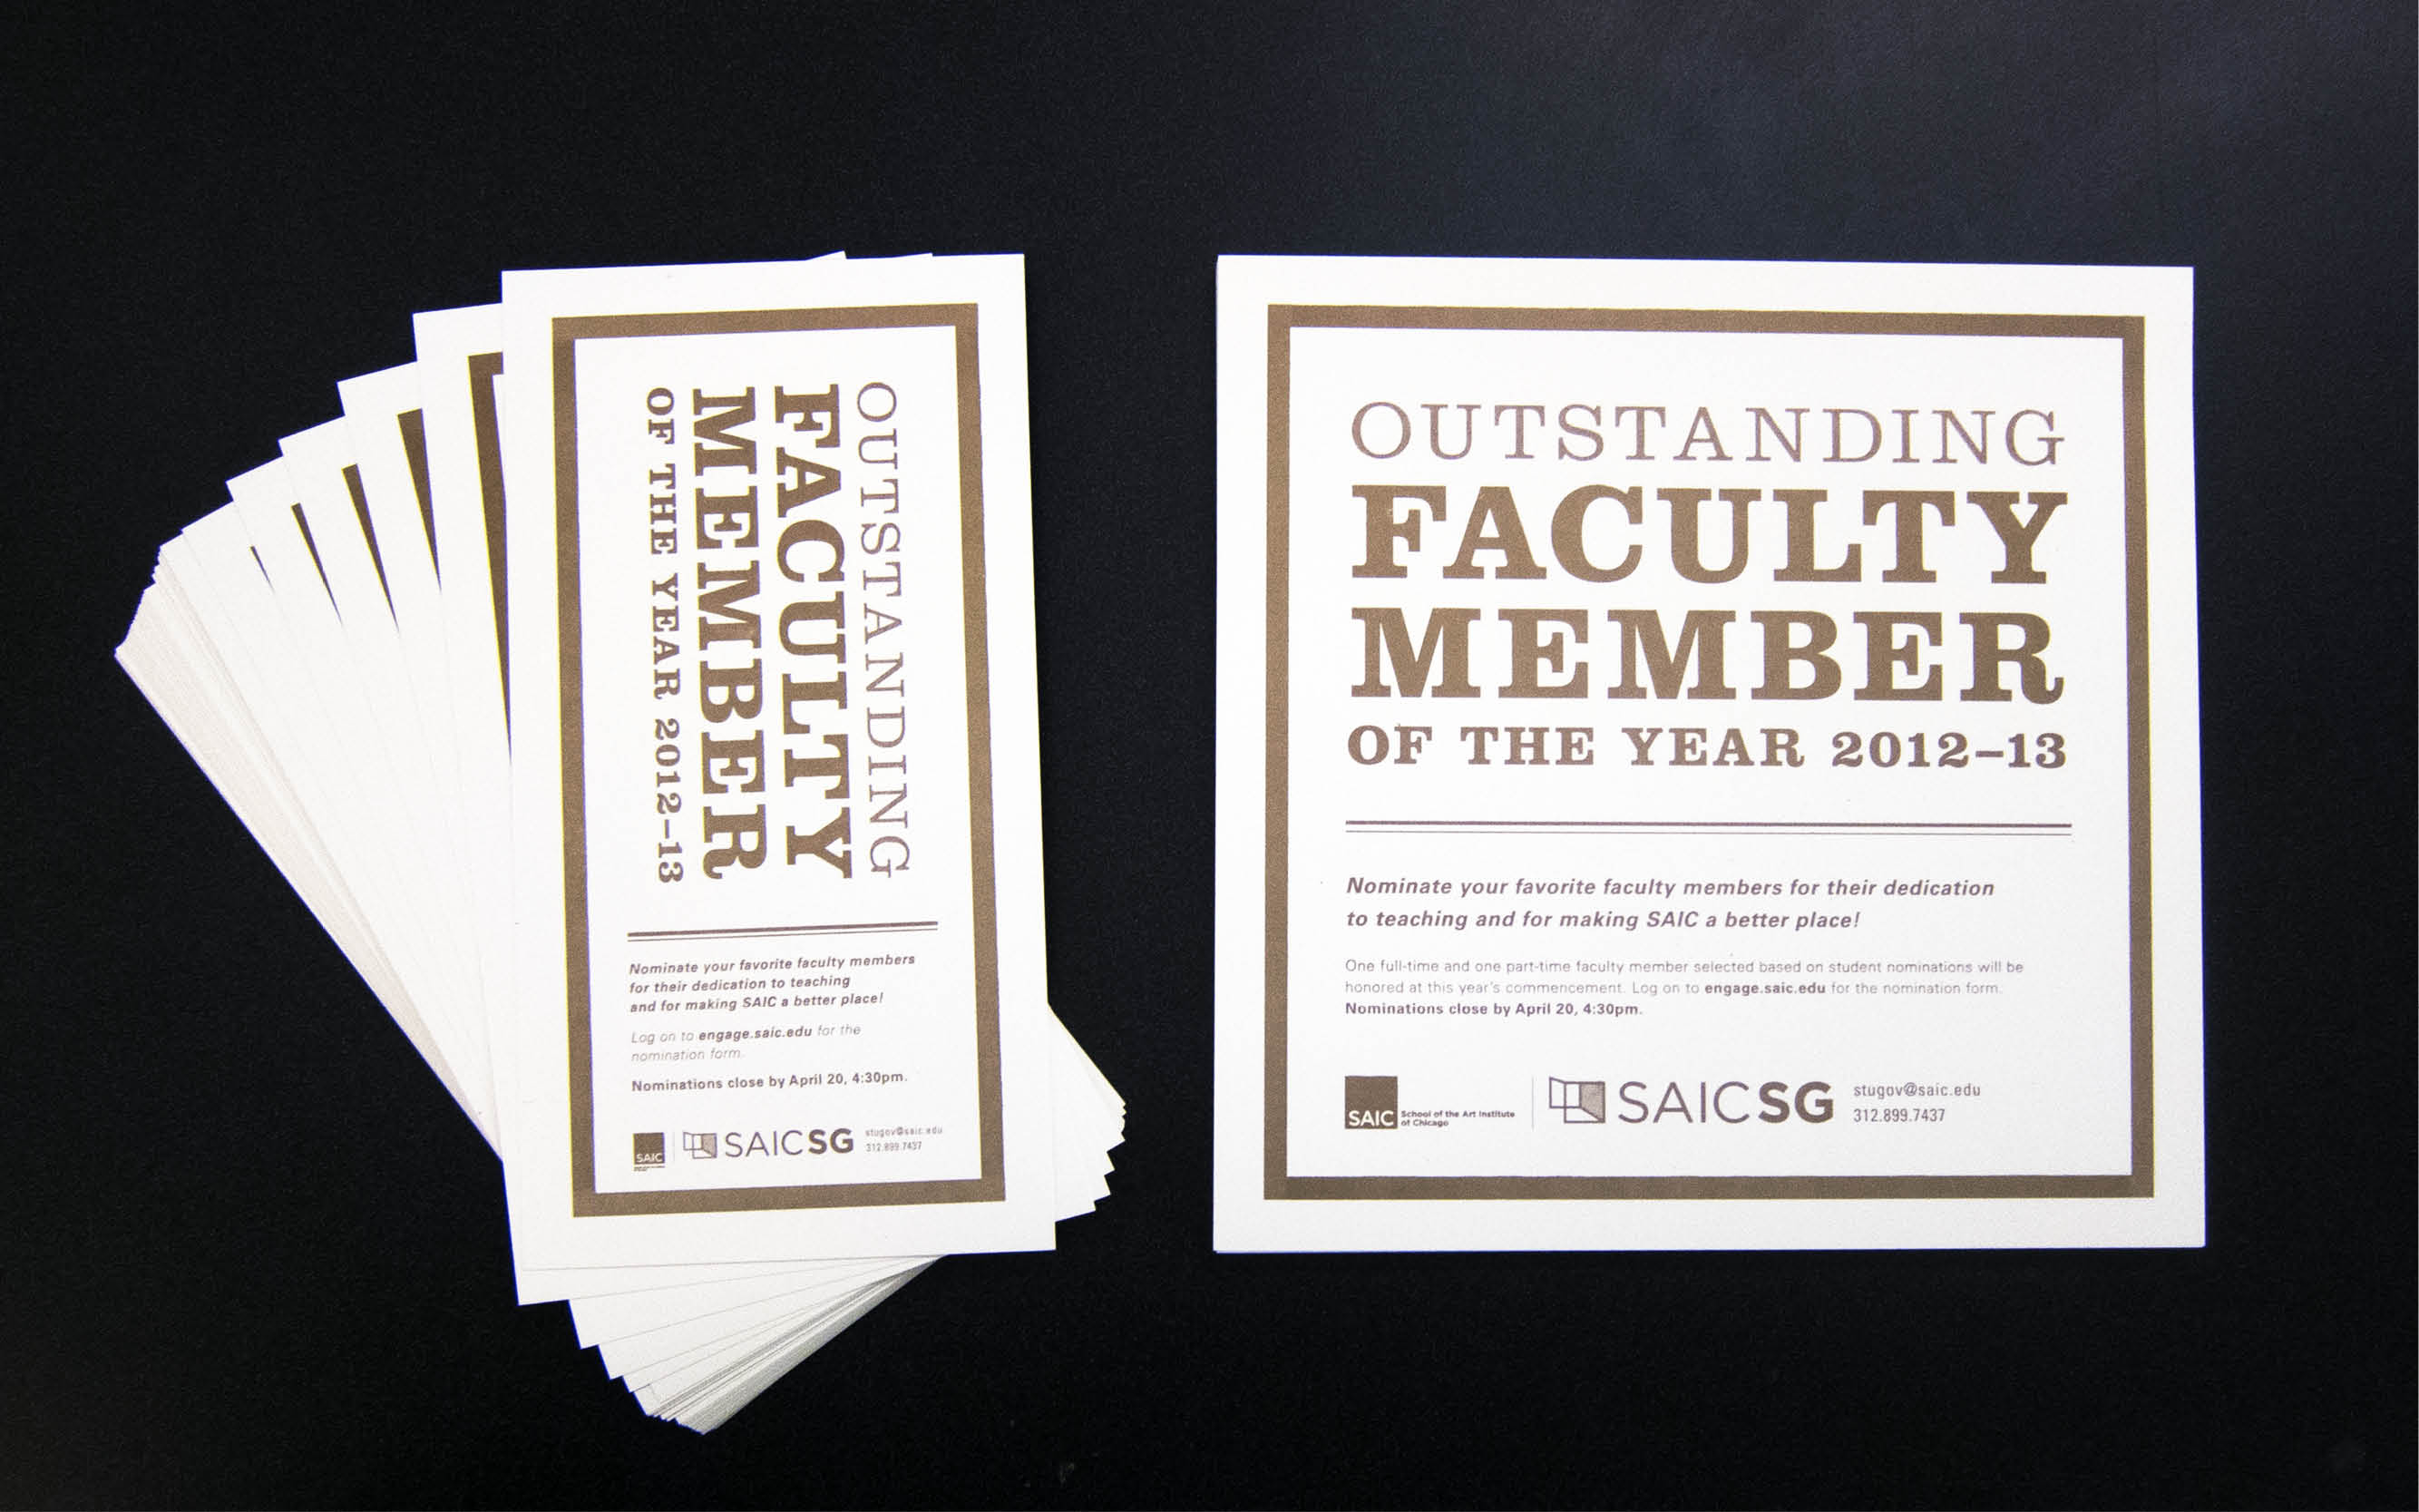 OUTSTANDING
FACULTY
MEMBER
OF THE YEAR 2012–13
Nominate your favorite faculty members
for their dedication to teaching
and for making SAIC a better place!
Log on to engage.saic.edu for the
nomination form.
Nominations close by April 20, 4:30pm.
SAIC
SAICSG
stugov@saic.edu
312.899.7437
OUTSTANDING
FACULTY
MEMBER
OF THE YEAR 2012–13
Nominate your favorite faculty members for their dedication
to teaching and for making SAIC a better place!
One full-time and one part-time faculty member selected based on student nominations will be
honored at this year's commencement. Log on to engage.saic.edu for the nomination form.
Nominations close by April 20, 4:30pm.
SAIC
School of the Art Institute
of Chicago
SAICSG
stugov@saic.edu
312.899.7437